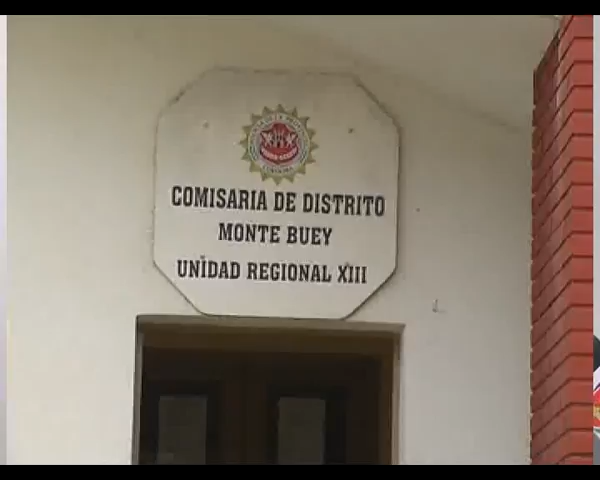 COMISARIA DE DISTRITO
MONTE BUEY
UNIDAD REGIONAL XIII